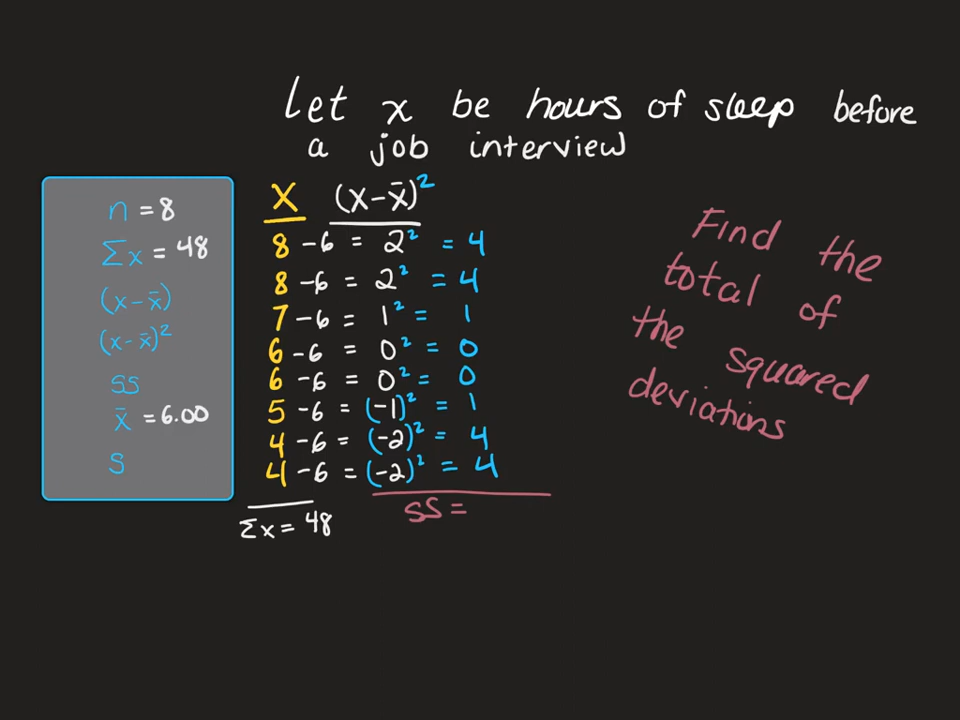 Let x be hours of sleep before
a job interview
n = 8
Σx = 48
(x-x̄)
(x-x̄)²
SS
x̄ = 6.00
S
X (X-X̄)²
8 -6 = 2² = 4
8 -6 = 2² = 4
7 -6 = 1² = 1
6 -6 = 0² = 0
6 -6 = 0² = 0
5 -6 = (-1)² = 1
4 -6 = (-2)² = 4
4 -6 = (-2)² = 4
Σx = 48
SS =
Find the
total of
the squared
deviations